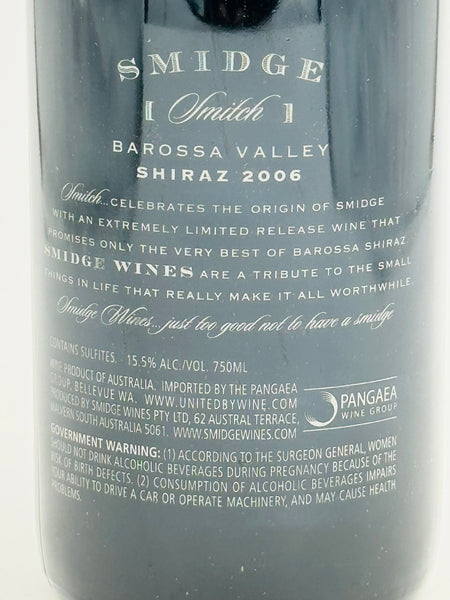 SMIDGE
[ Smitch ]
BAROSSA VALLEY
SHIRAZ 2006
Smitch...CELEBRATES THE ORIGIN OF SMIDGE
WITH AN EXTREMELY LIMITED RELEASE WINE THAT
PROMISES ONLY THE VERY BEST OF BAROSSA SHIRAZ.
SMIDGE WINES ARE A TRIBUTE TO THE SMALL
THINGS IN LIFE THAT REALLY MAKE IT ALL WORTHWHILE.
Smidge Wines...just too good not to have a smidge
CONTAINS SULFITES. 15.5% ALC./VOL. 750ML
WINE PRODUCT OF AUSTRALIA. IMPORTED BY THE PANGAEA
GROUP, BELLEVUE WA. WWW.UNITEDBYWINE.COM
PRODUCED BY SMIDGE WINES PTY LTD, 62 AUSTRAL TERRACE,
MALVERN SOUTH AUSTRALIA 5061. WWW.SMIDGEWINES.COM
PANGAEA
WINE GROUP
GOVERNMENT WARNING: (1) ACCORDING TO THE SURGEON GENERAL, WOMEN
SHOULD NOT DRINK ALCOHOLIC BEVERAGES DURING PREGNANCY BECAUSE OF THE
RISK OF BIRTH DEFECTS. (2) CONSUMPTION OF ALCOHOLIC BEVERAGES IMPAIRS
YOUR ABILITY TO DRIVE A CAR OR OPERATE MACHINERY, AND MAY CAUSE HEALTH
PROBLEMS.